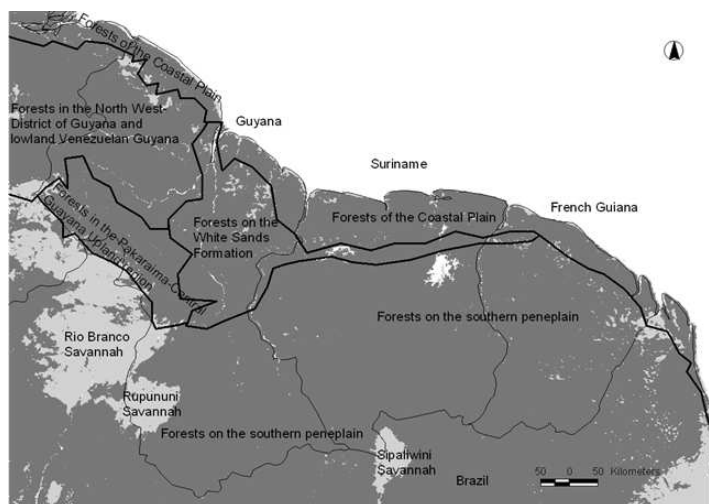 Forests of the Coastal Plain
Forests in the North West-
District of Guyana and
lowland Venezuelan Guyana
Guyana
Suriname
French Guiana
Forests in the Pakaraima-Central
Guayana Upland region
Forests on the
White Sands
Formation
Forests of the Coastal Plain
Forests on the southern peneplain
Rio Branco
Savannah
Rupununi
Savannah
Forests on the southern peneplain
Sipaliwini
Savannah
Brazil
50 0 50 Kilometers